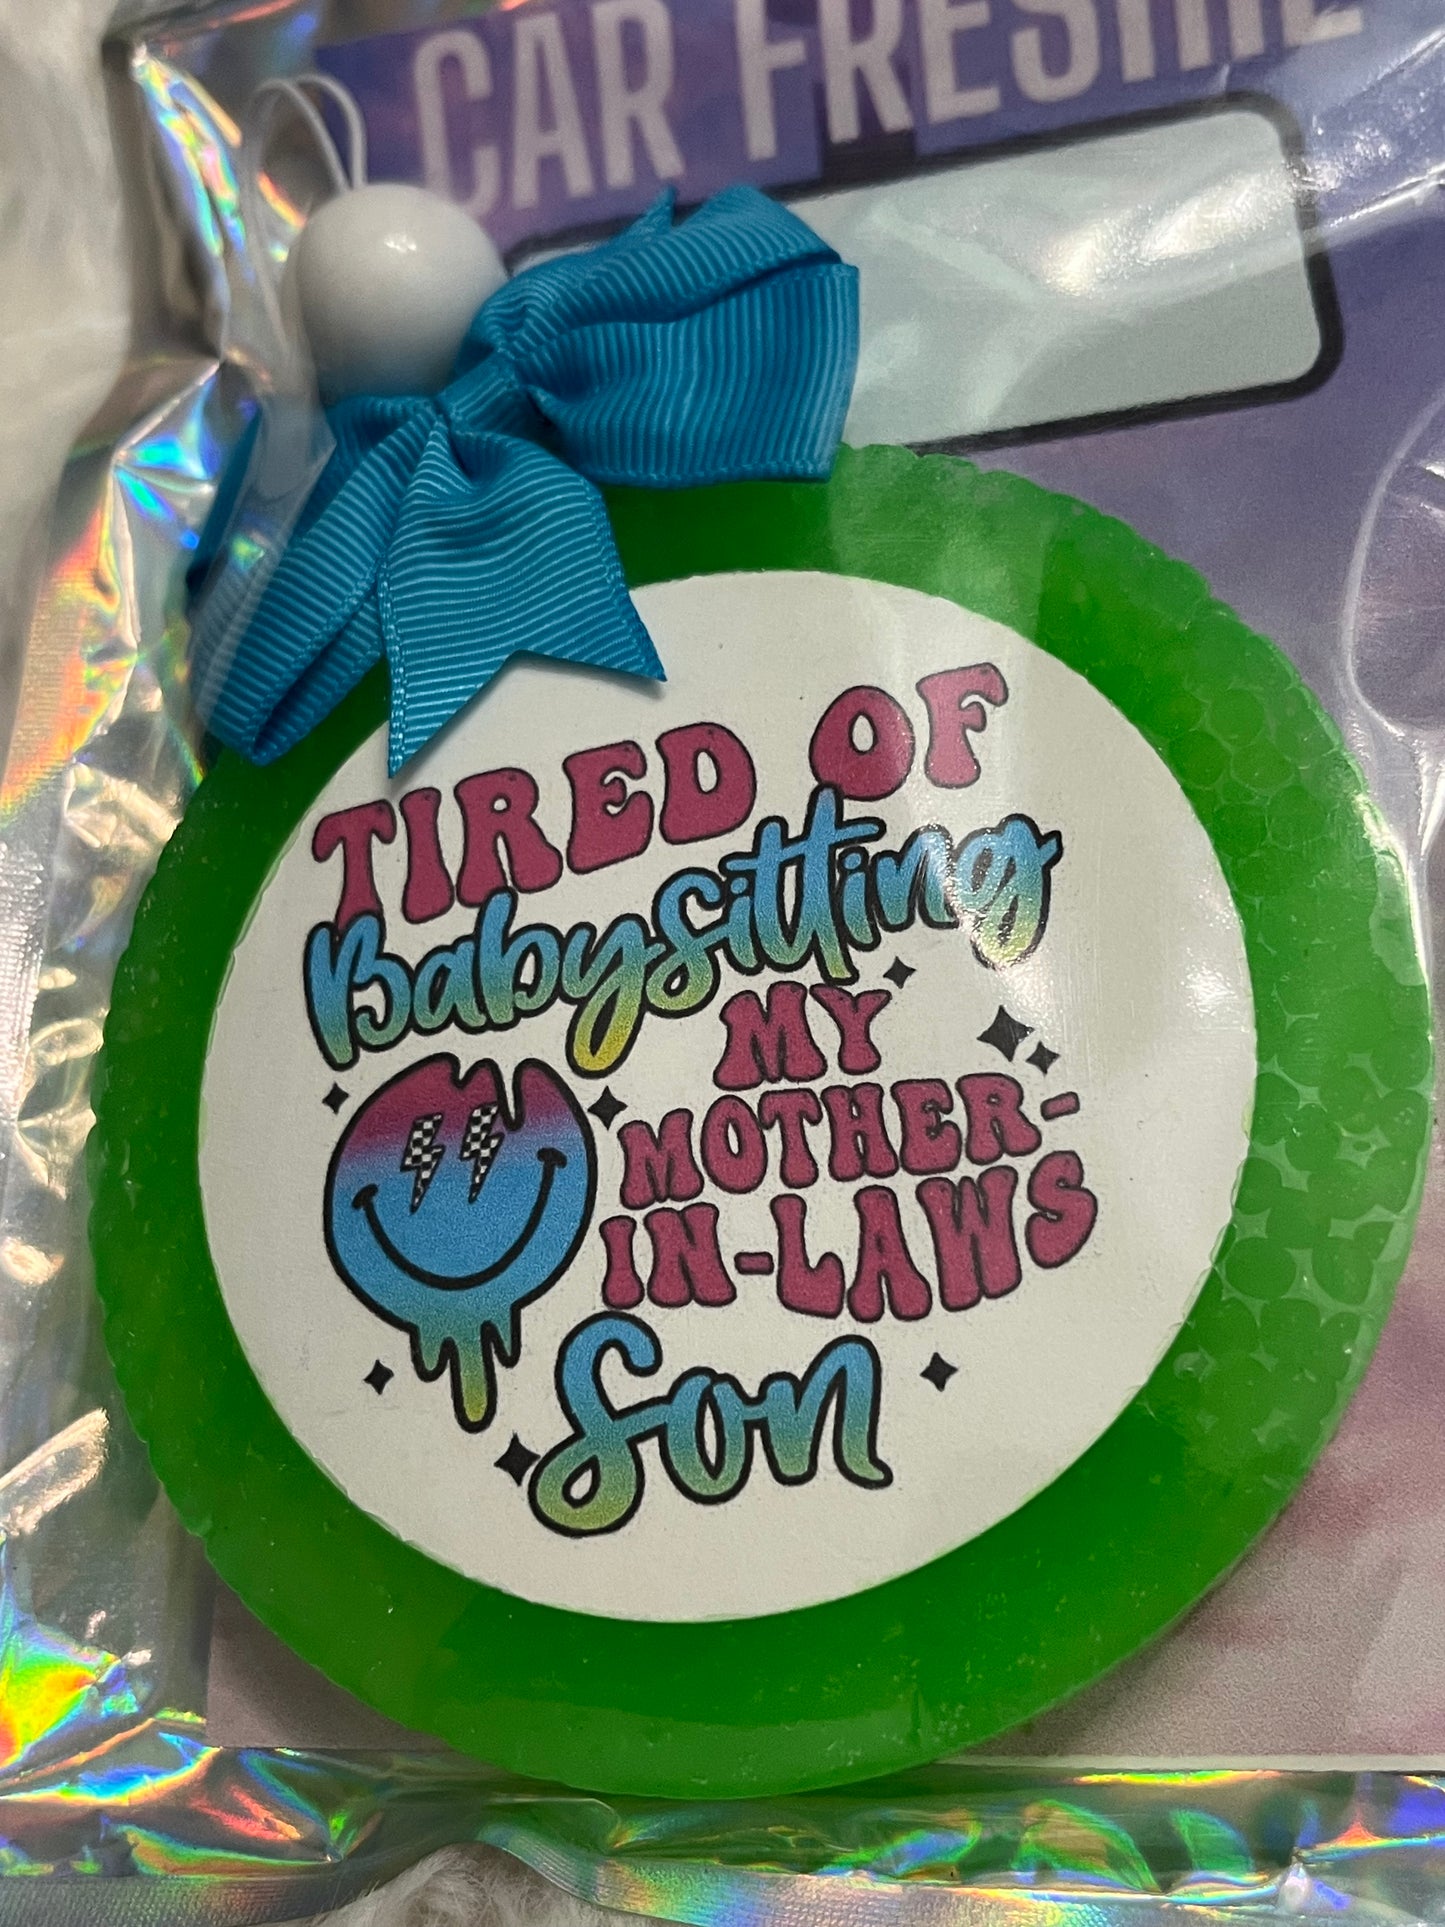 CAR FRESHIE
TIRED OF
Babysitting
MY
MOTHER-
IN-LAWS
Son